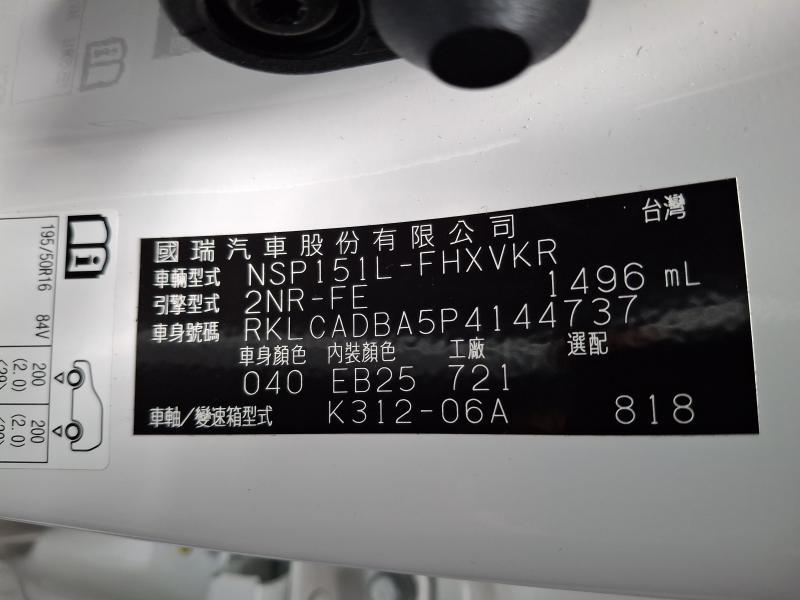 國瑞汽車股份有限公司 台灣
車輛型式 NSP151L-FHXVKR
引擎型式 2NR-FE 1496 mL
車身號碼 RKLCADBA5P4144737
車身顏色 內裝顏色 工廠 選配
040 EB25 721
車軸/變速箱型式 K312-06A 818
195/50R16 84V
200
(2.0)
200
(2.0)